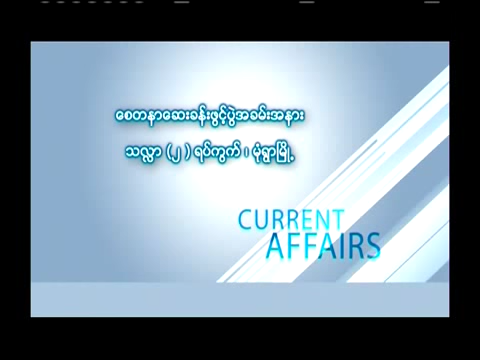 စေတနာဆေးခန်းဖွင့်ပွဲအခမ်းအနား
သလ္လာ (၂) ရပ်ကွက် ၊ မုံရွာမြို့
CURRENT
AFFAIRS